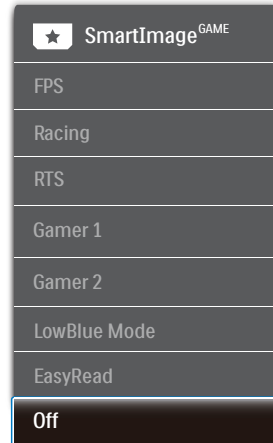 SmartImage GAME
FPS
Racing
RTS
Gamer 1
Gamer 2
LowBlue Mode
EasyRead
Off